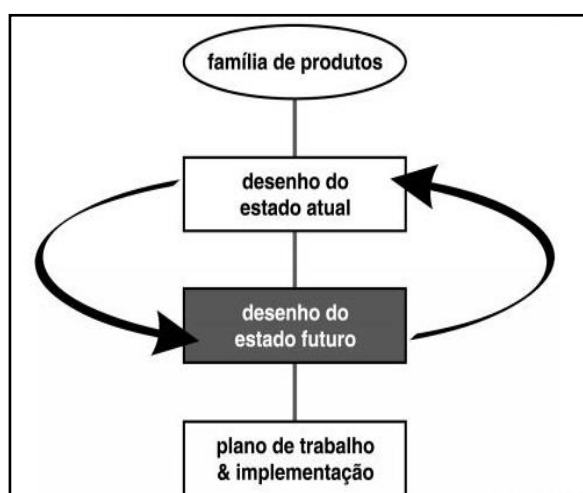 família de produtos
desenho do
estado atual
desenho do
estado futuro
plano de trabalho
& implementação